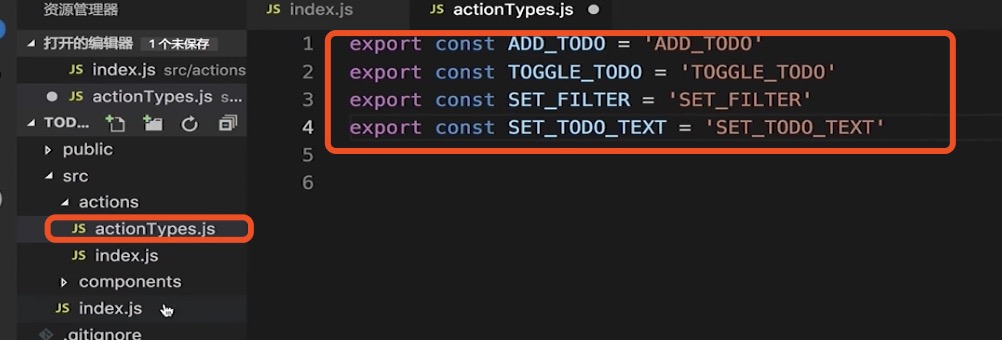 资源管理器
打开的编辑器 1 个未保存
JS index.js src/actions
JS actionTypes.js s...
TOD...
public
src
actions
JS actionTypes.js
JS index.js
components
JS index.js
.gitignore
JS index.js
JS actionTypes.js
1 export const ADD_TODO = 'ADD_TODO'
2 export const TOGGLE_TODO = 'TOGGLE_TODO'
3 export const SET_FILTER = 'SET_FILTER'
4 export const SET_TODO_TEXT = 'SET_TODO_TEXT'
5
6